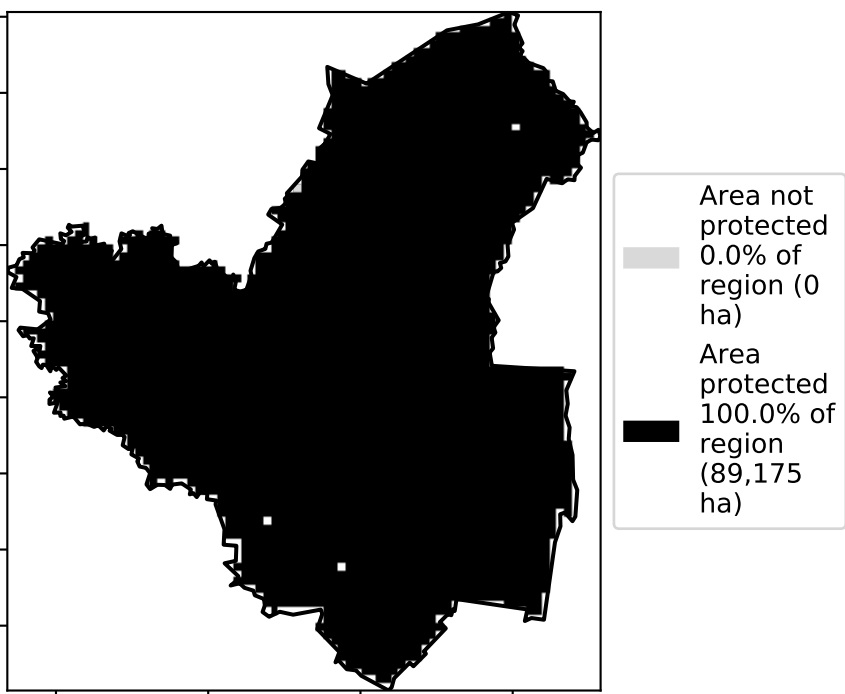 Area not
protected
0.0% of
region (0
ha)
Area
protected
100.0% of
region
(89,175
ha)